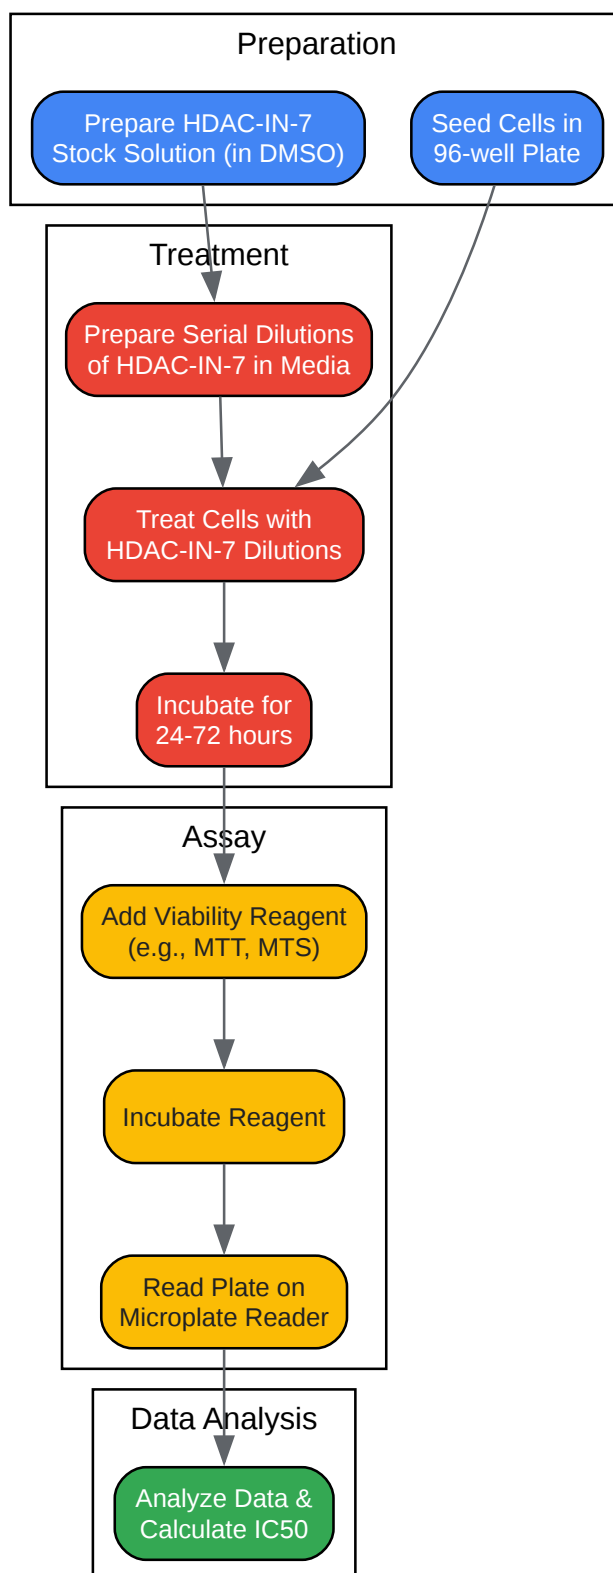 Preparation
Prepare HDAC-IN-7
Stock Solution (in DMSO)
Seed Cells in
96-well Plate
Treatment
Prepare Serial Dilutions
of HDAC-IN-7 in Media
Treat Cells with
HDAC-IN-7 Dilutions
Incubate for
24-72 hours
Assay
Add Viability Reagent
(e.g., MTT, MTS)
Incubate Reagent
Read Plate on
Microplate Reader
Data Analysis
Analyze Data &
Calculate IC50